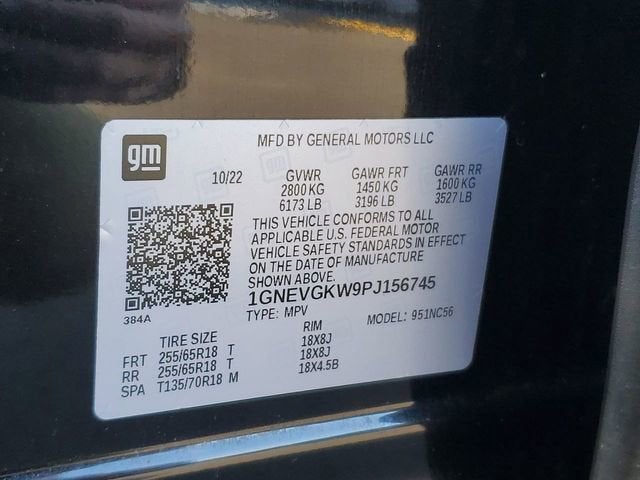 gm
MFD BY GENERAL MOTORS LLC
10/22 GVWR GAWR FRT GAWR RR
2800 KG 1450 KG 1600 KG
6173 LB 3196 LB 3527 LB
THIS VEHICLE CONFORMS TO ALL
APPLICABLE U.S. FEDERAL MOTOR
VEHICLE SAFETY STANDARDS IN EFFECT
ON THE DATE OF MANUFACTURE
SHOWN ABOVE.
1GNEVGKW9PJ156745
384A
TYPE: MPV MODEL: 951NC56
TIRE SIZE RIM
FRT 255/65R18 T 18X8J
RR 255/65R18 T 18X8J
SPA T135/70R18 M 18X4.5B